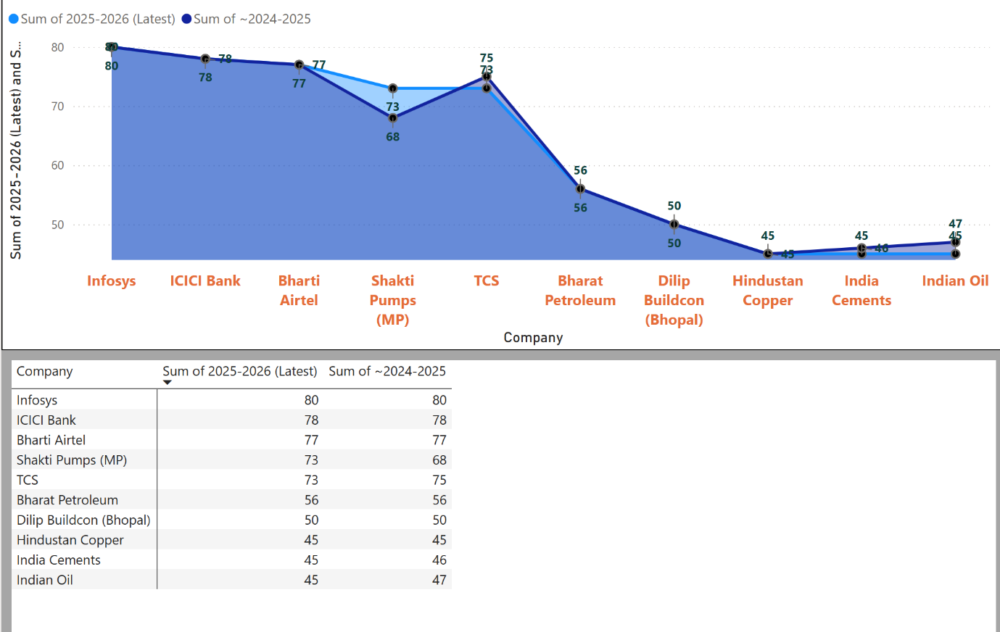 Sum of 2025-2026 (Latest) Sum of ~2024-2025
Sum of 2025-2026 (Latest) and S...
80
70
60
50
80
80
78
78
77
77
73
68
75
73
56
56
50
50
45
45
45
46
47
45
Infosys
ICICI Bank
Bharti
Airtel
Shakti
Pumps
(MP)
TCS
Bharat
Petroleum
Dilip
Buildcon
(Bhopal)
Hindustan
Copper
India
Cements
Indian Oil
Company
Company Sum of 2025-2026 (Latest) Sum of ~2024-2025
Infosys 80 80
ICICI Bank 78 78
Bharti Airtel 77 77
Shakti Pumps (MP) 73 68
TCS 73 75
Bharat Petroleum 56 56
Dilip Buildcon (Bhopal) 50 50
Hindustan Copper 45 45
India Cements 45 46
Indian Oil 45 47